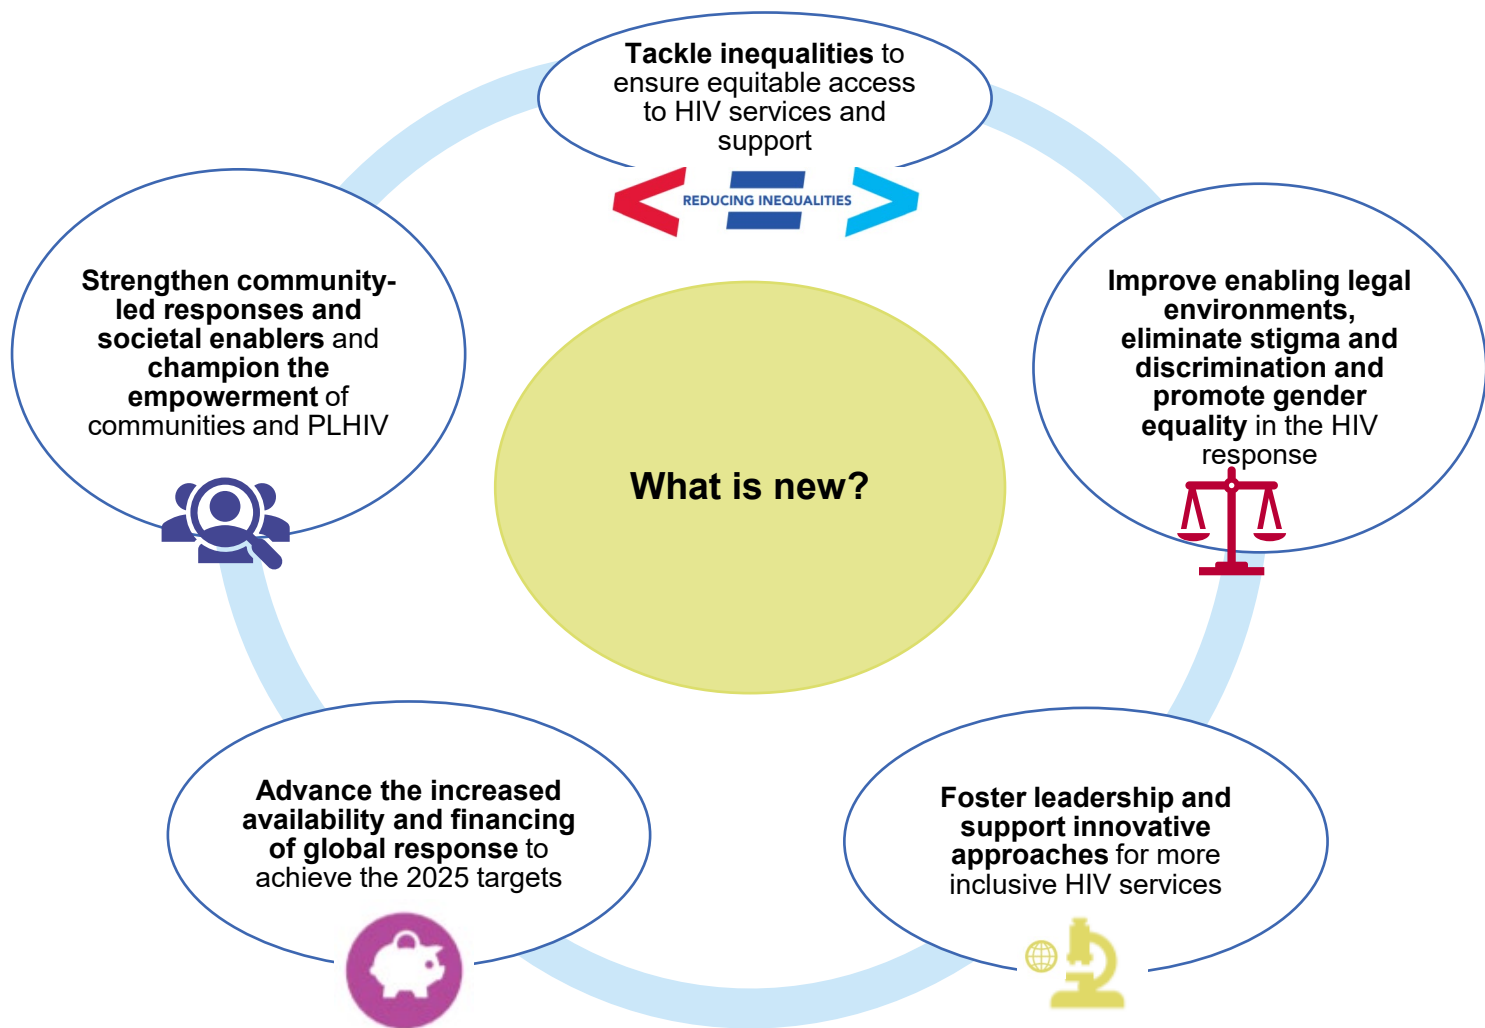 Tackle inequalities to
ensure equitable access
to HIV services and
support
REDUCING INEQUALITIES
Improve enabling legal
environments,
eliminate stigma and
discrimination and
promote gender
equality in the HIV
response
Foster leadership and
support innovative
approaches for more
inclusive HIV services
Advance the increased
availability and financing
of global response to
achieve the 2025 targets
Strengthen community-
led responses and
societal enablers and
champion the
empowerment of
communities and PLHIV
What is new?